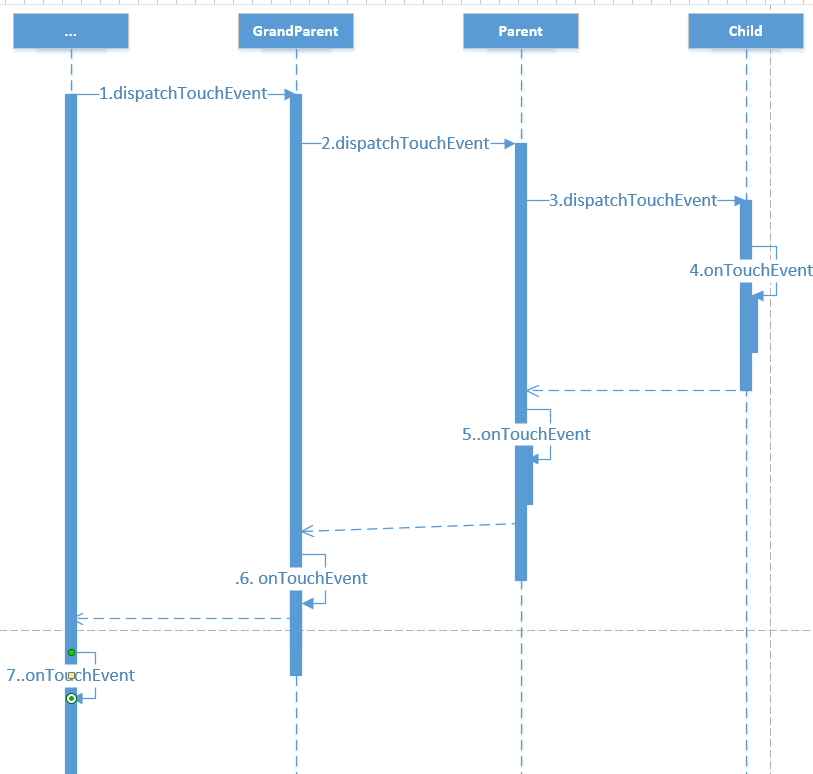 ...
GrandParent
Parent
Child
1.dispatchTouchEvent
2.dispatchTouchEvent
3.dispatchTouchEvent
4.onTouchEvent
5..onTouchEvent
.6. onTouchEvent
7..onTouchEvent